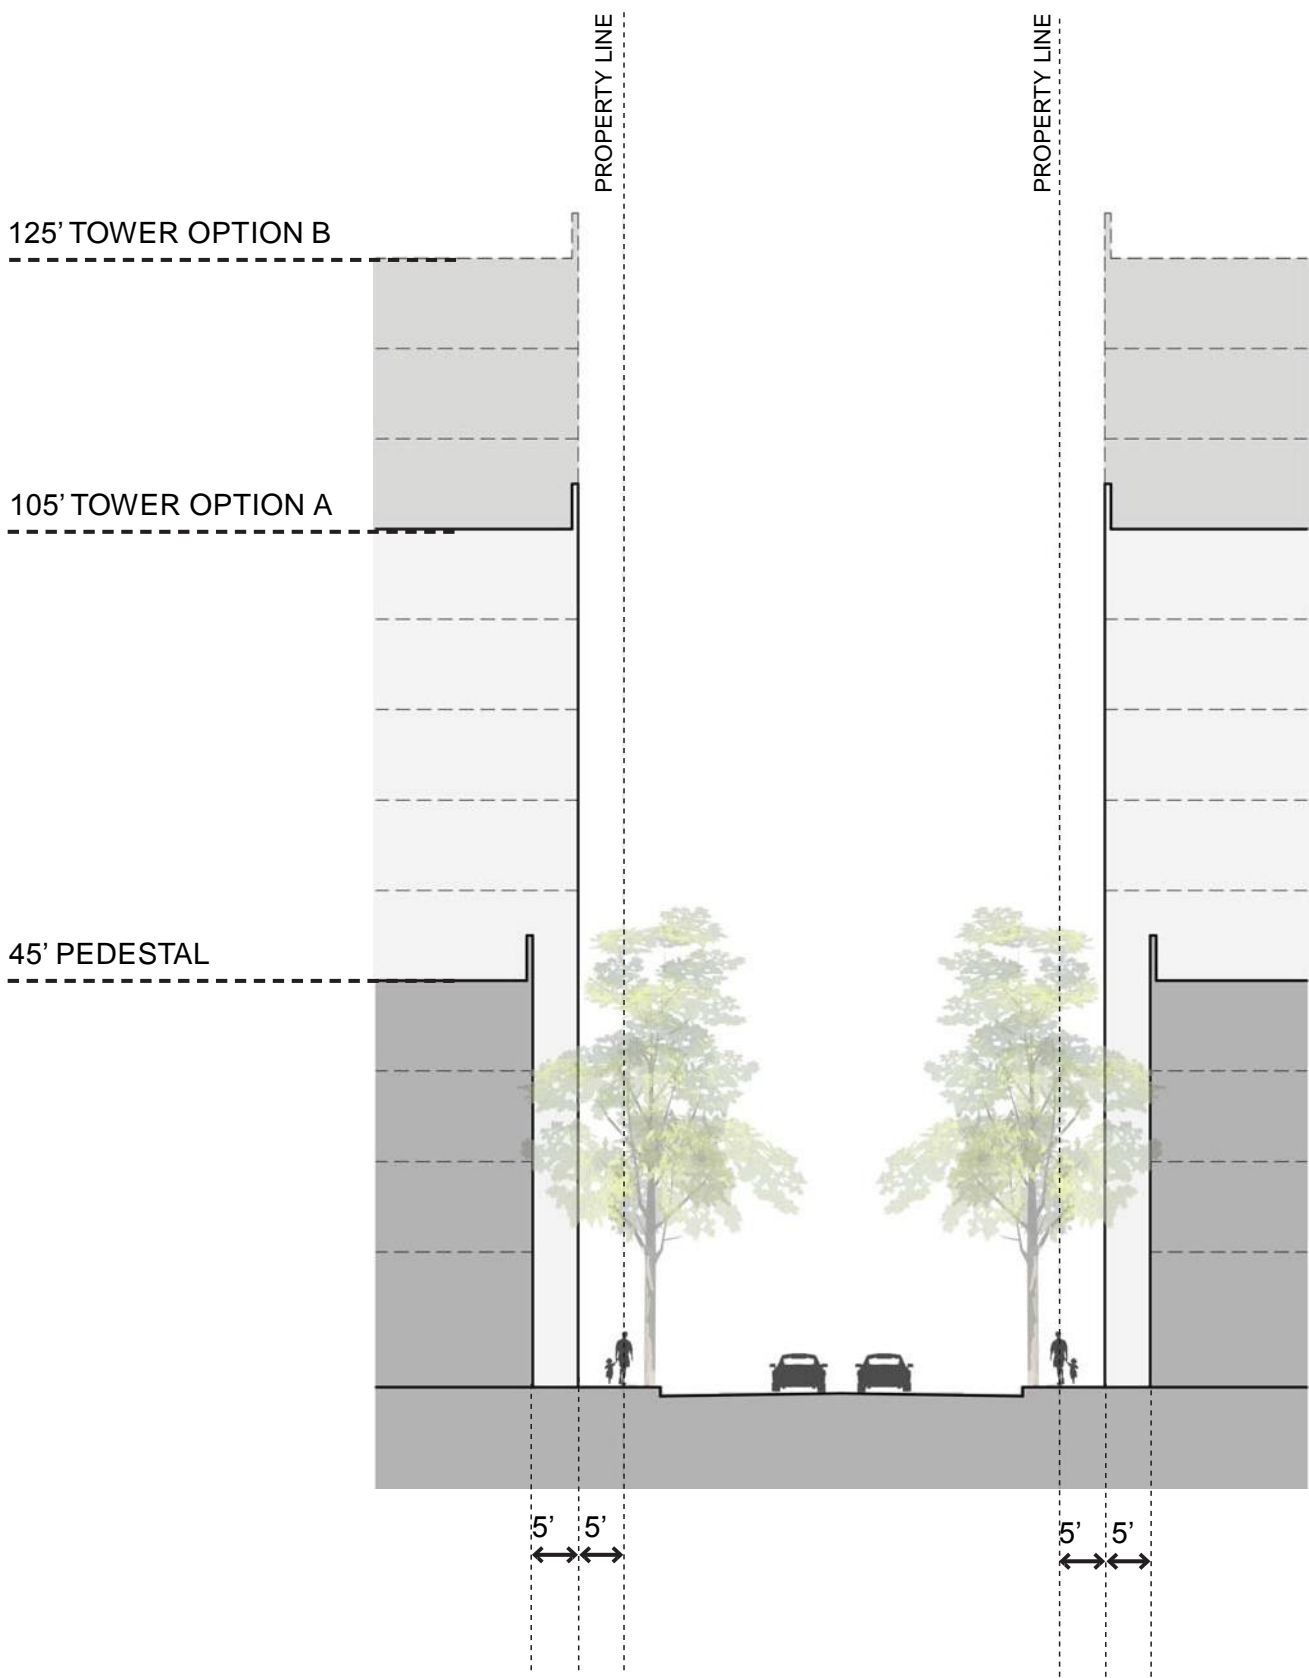 PROPERTY LINE
PROPERTY LINE
125’ TOWER OPTION B
105’ TOWER OPTION A
45’ PEDESTAL
5’ 5’
5’ 5’